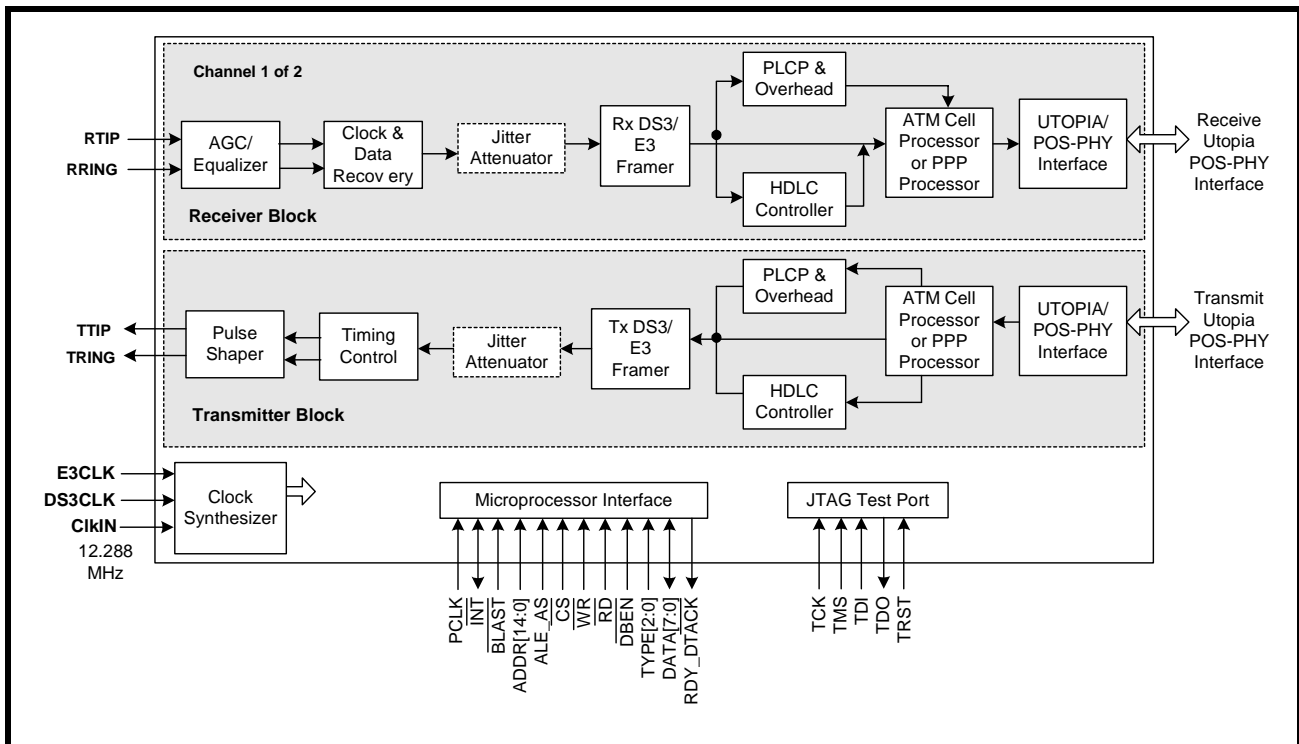 Channel 1 of 2
RTIP
RRING
AGC/
Equalizer
Clock &
Data
Recov ery
Jitter
Attenuator
Rx DS3/
E3
Framer
PLCP &
Overhead
HDLC
Controller
ATM Cell
Processor
or PPP
Processor
UTOPIA/
POS-PHY
Interface
Receive
Utopia
POS-PHY
Interface
Receiver Block
TTIP
TRING
Pulse
Shaper
Timing
Control
Jitter
Attenuator
Tx DS3/
E3
Framer
PLCP &
Overhead
HDLC
Controller
ATM Cell
Processor
or PPP
Processor
UTOPIA/
POS-PHY
Interface
Transmit
Utopia
POS-PHY
Interface
Transmitter Block
E3CLK
DS3CLK
ClkIN
12.288
MHz
Clock
Synthesizer
Microprocessor Interface
PCLK
INT
BLAST
ADDR[14:0]
ALE_AS
CS
WR
RD
DBEN
TYPE[2:0]
DATA[7:0]
RDY_DTACK
JTAG Test Port
TCK
TMS
TDI
TDO
TRST